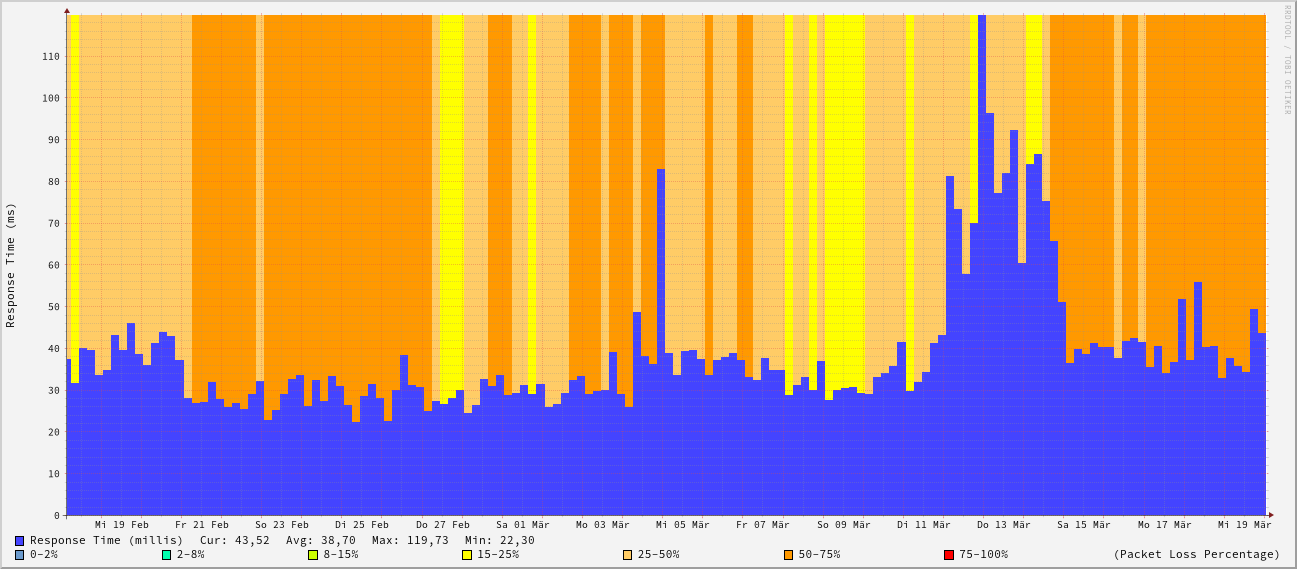 RRDTOOL / TOBI OETIKER
Response Time (ms)
110
100
90
80
70
60
50
40
30
20
10
0
Mi 19 Feb Fr 21 Feb So 23 Feb Di 25 Feb Do 27 Feb Sa 01 Mär Mo 03 Mär Mi 05 Mär Fr 07 Mär So 09 Mär Di 11 Mär Do 13 Mär Sa 15 Mär Mo 17 Mär Mi 19 Mär
Response Time (millis) Cur: 43,52 Avg: 38,70 Max: 119,73 Min: 22,30
0-2% 2-8% 8-15% 15-25% 25-50% 50-75% 75-100% (Packet Loss Percentage)